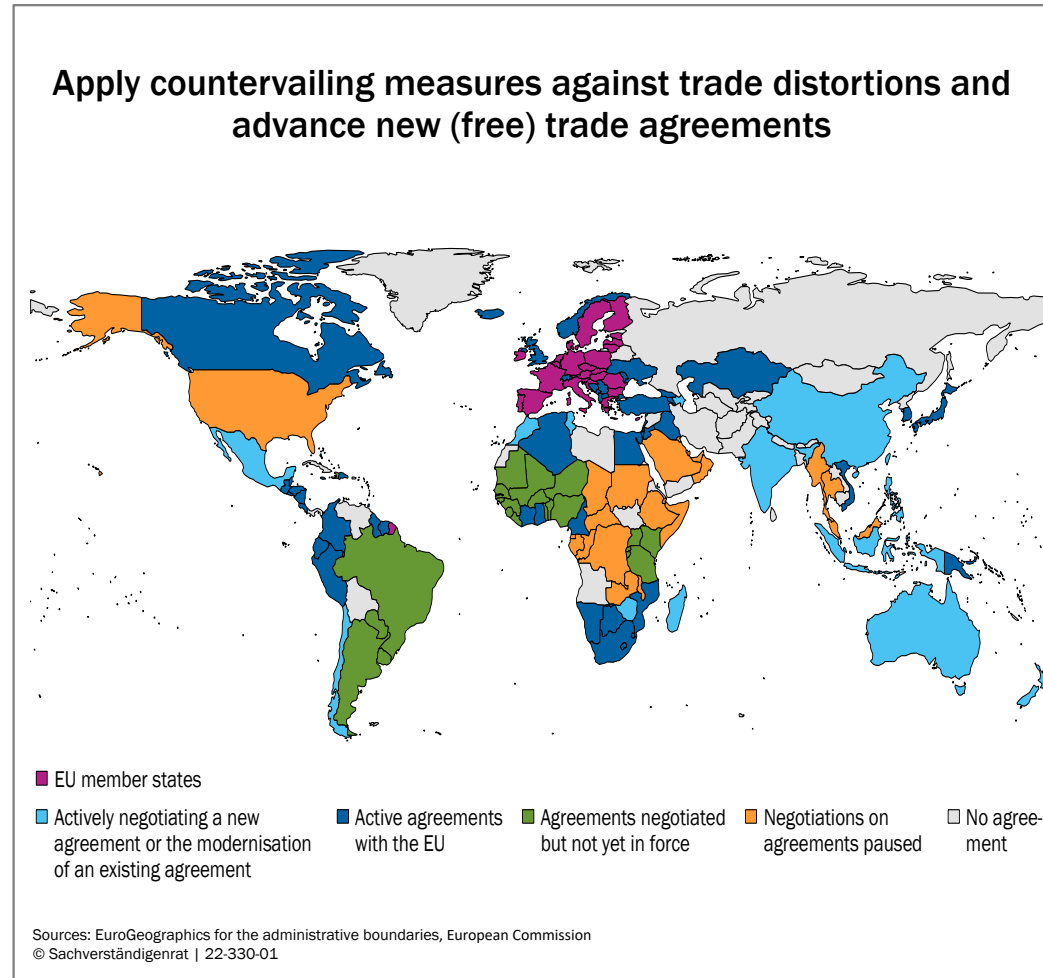 Apply countervailing measures against trade distortions and
advance new (free) trade agreements
EU member states
Actively negotiating a new
agreement or the modernisation
of an existing agreement
Active agreements
with the EU
Agreements negotiated
but not yet in force
Negotiations on
agreements paused
No agree-
ment
Sources: EuroGeographics for the administrative boundaries, European Commission
© Sachverständigenrat | 22-330-01